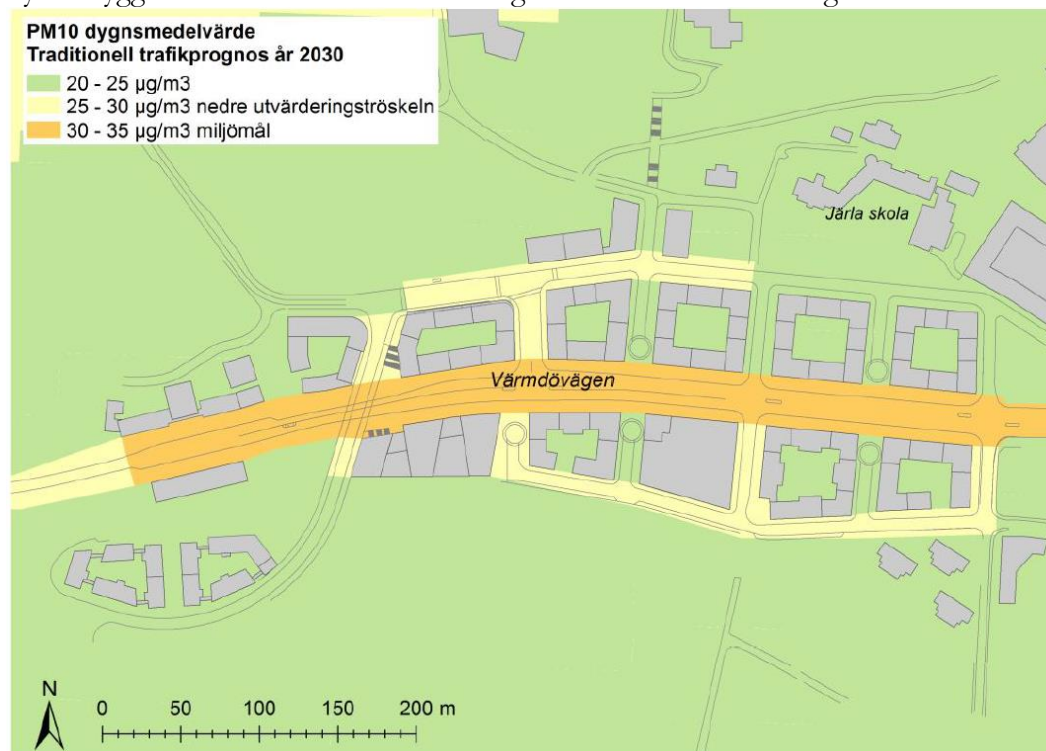 PM10 dygnsmedelvärde
Traditionell trafikprognos år 2030
20 - 25 µg/m3
25 - 30 µg/m3 nedre utvärderingströskeln
30 - 35 µg/m3 miljömål
Järla skola
Värmdövägen
N
0 50 100 150 200 m